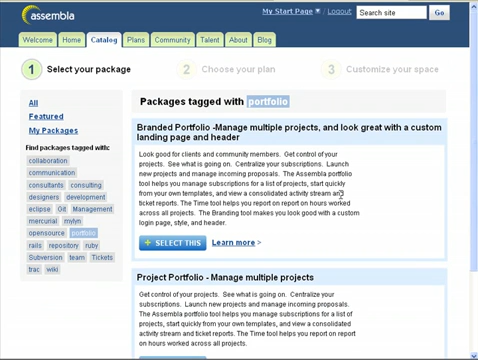 assembla
My Start Page | Logout
Search site
Go
Welcome
Home
Catalog
Plans
Community
Talent
About
Blog
1 Select your package
2 Choose your plan
3 Customize your space
All
Featured
My Packages
Find packages tagged with:
collaboration
communication
consultants consulting
designers development
eclipse Git Management
mercurial mylyn
opensource portfolio
rails repository ruby
Subversion team Tickets
trac wiki
Packages tagged with portfolio
Branded Portfolio -Manage multiple projects, and look great with a custom
landing page and header
Look good for clients and community members. Get control of your
projects. See what is going on. Centralize your subscriptions. Launch
new projects and manage incoming proposals. The Assembla portfolio
tool helps you manage subscriptions for a list of projects, start quickly
from your own templates, and view a consolidated activity stream and
ticket reports. The Time tool helps you report on report on hours worked
across all projects. The Branding tool makes you look good with a custom
login page, style, and header.
+ SELECT THIS
Learn more >
Project Portfolio - Manage multiple projects
Get control of your projects. See what is going on. Centralize your
subscriptions. Launch new projects and manage incoming proposals.
The Assembla portfolio tool helps you manage subscriptions for a list of
projects, start quickly from your own templates, and view a consolidated
activity stream and ticket reports. The Time tool helps you report on report
on hours worked across all projects.